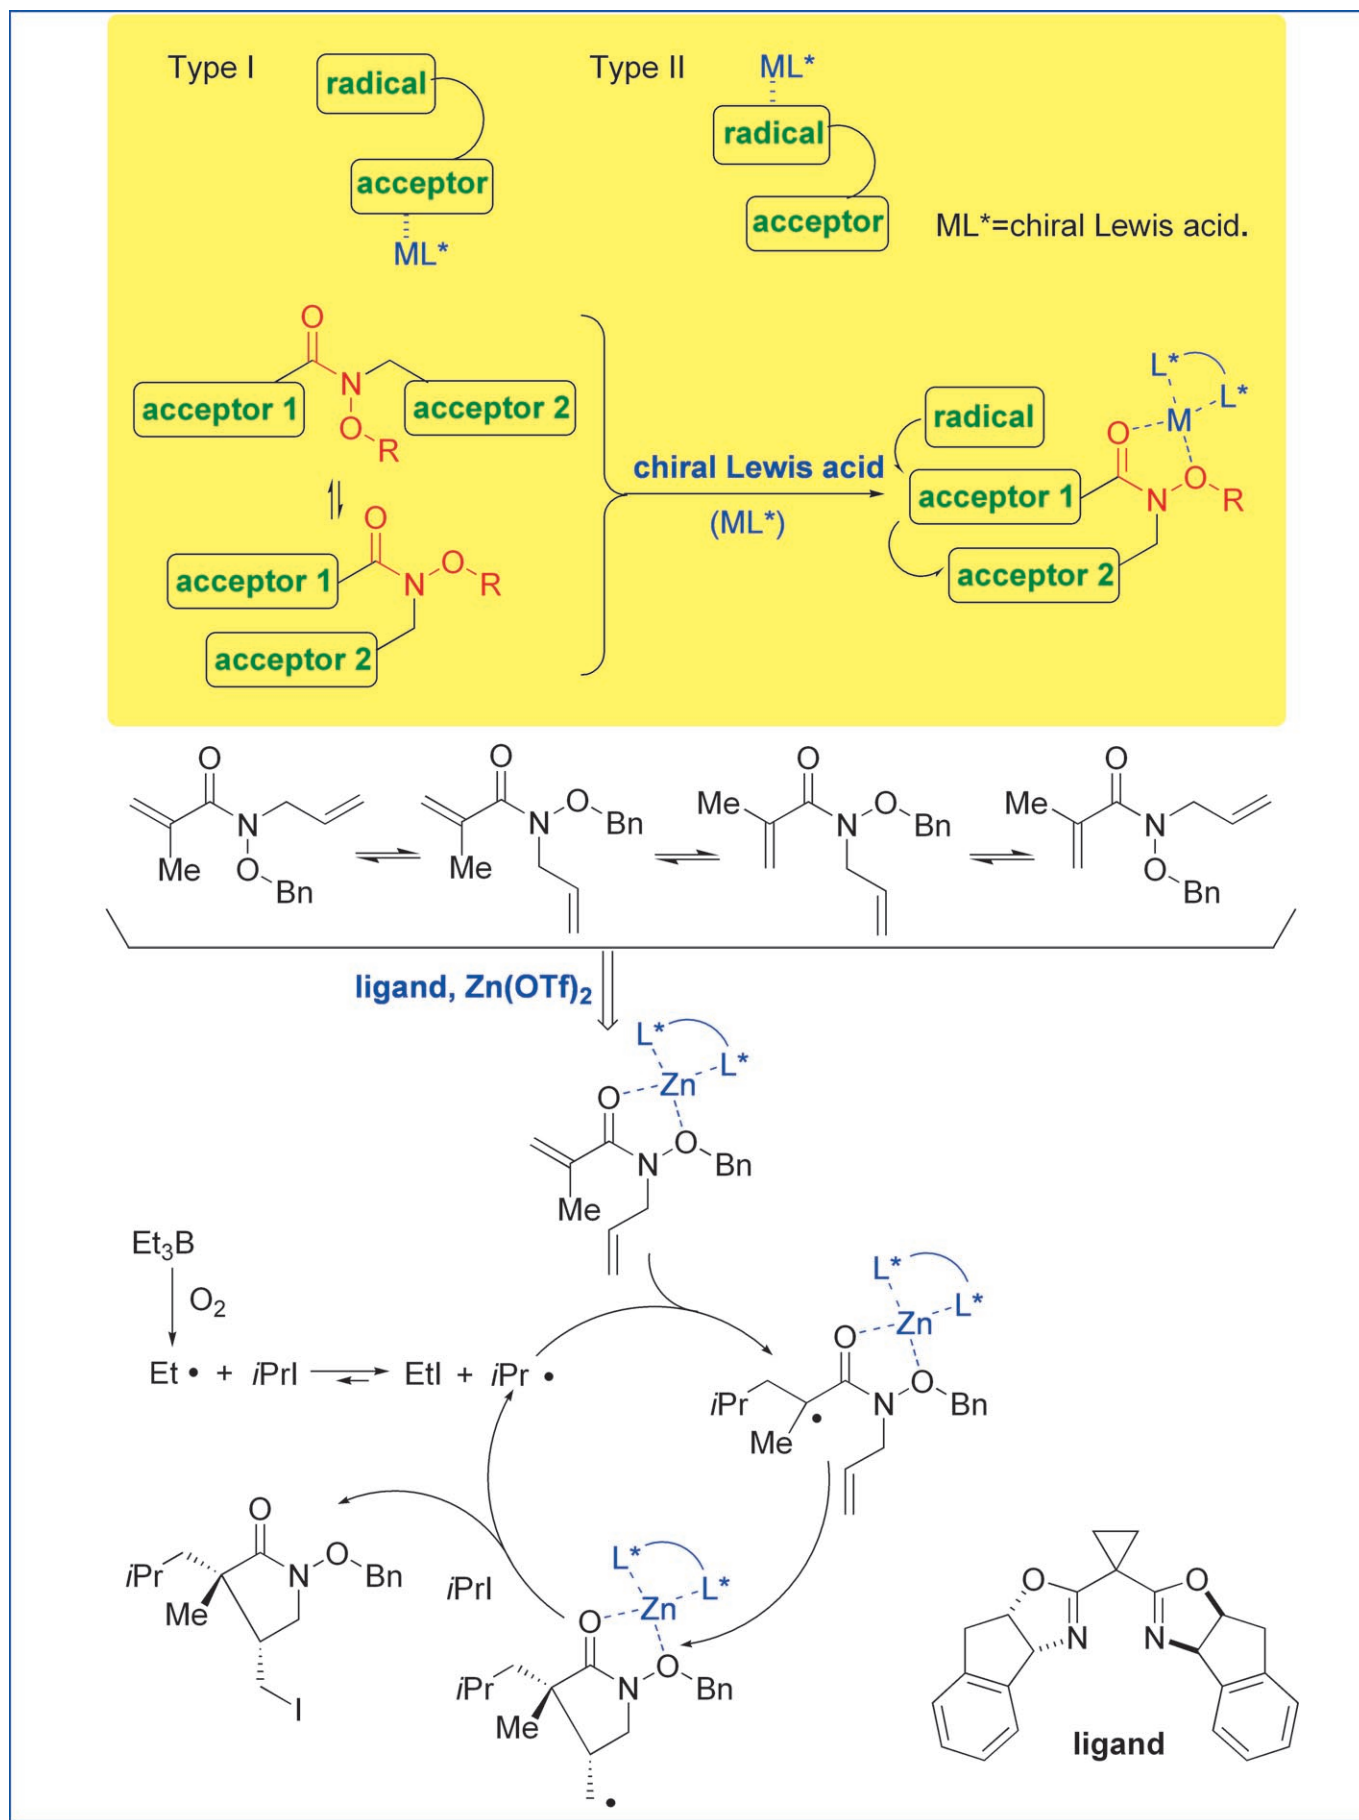 Type I
radical
acceptor
ML*
Type II
ML*
radical
acceptor
ML*=chiral Lewis acid.
O
N
O
R
acceptor 1
acceptor 2
O
N
O
R
acceptor 1
acceptor 2
chiral Lewis acid
(ML*)
L*
L*
M
radical
O
O
R
N
acceptor 1
acceptor 2
O
N
Me
O
Bn
O
O
N
Bn
Me
O
Me
O
N
Bn
O
Me
N
O
Bn
ligand, Zn(OTf)2
L*
L*
Zn
O
O
N
Bn
Me
Et3B
O2
Et • + iPrI
EtI + iPr •
L*
L*
Zn
O
O
iPr
N
Bn
Me
•
O
O
iPr
N
Bn
Me
I
iPrI
L*
L*
Zn
O
O
iPr
N
Bn
Me
•
O
O
N
N
ligand